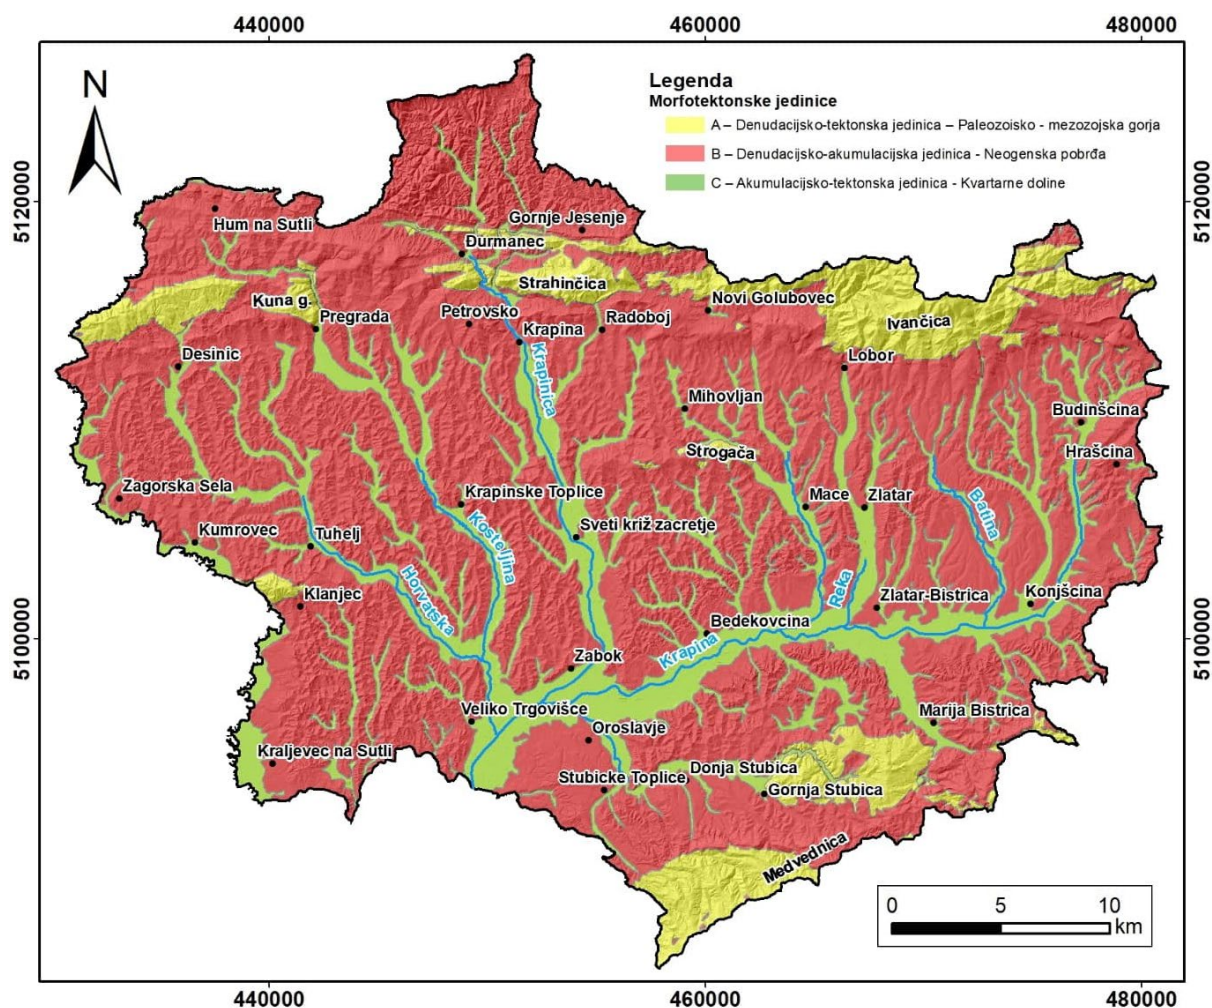 440000
460000
480000
N
Legenda
Morfotektonske jedinice
A – Denudacijsko-tektonska jedinica – Paleozoisko - mezozojska gorja
B – Denudacijsko-akumulacijska jedinica - Neogenska pobrđa
C – Akumulacijsko-tektonska jedinica - Kvartarne doline
5120000
5120000
Hum na Sutli
Gornje Jesenje
Đurmanec
Strahinčica
Kuna g.
Novi Golubovec
Petrovsko
Radoboj
Pregrada
Ivančica
Krapina
Desinic
Krapinica
Lobor
Mihovljan
Budinščina
Strogača
Hrašcina
Zagorska Sela
Krapinske Toplice
Mace
Zlatar
Batina
Kumrovec
Tuhelj
Kosteljina
Sveti križ zacretje
Klanjec
Horvatska
Reka
Zlatar-Bistrica
Konjšcina
Bedekovcina
5100000
5100000
Krapina
Zabok
Veliko Trgovišce
Oroslavje
Marija Bistrica
Kraljevec na Sutli
Stubicke Toplice
Donja Stubica
Gornja Stubica
Medvednica
0 5 10
km
440000
460000
480000